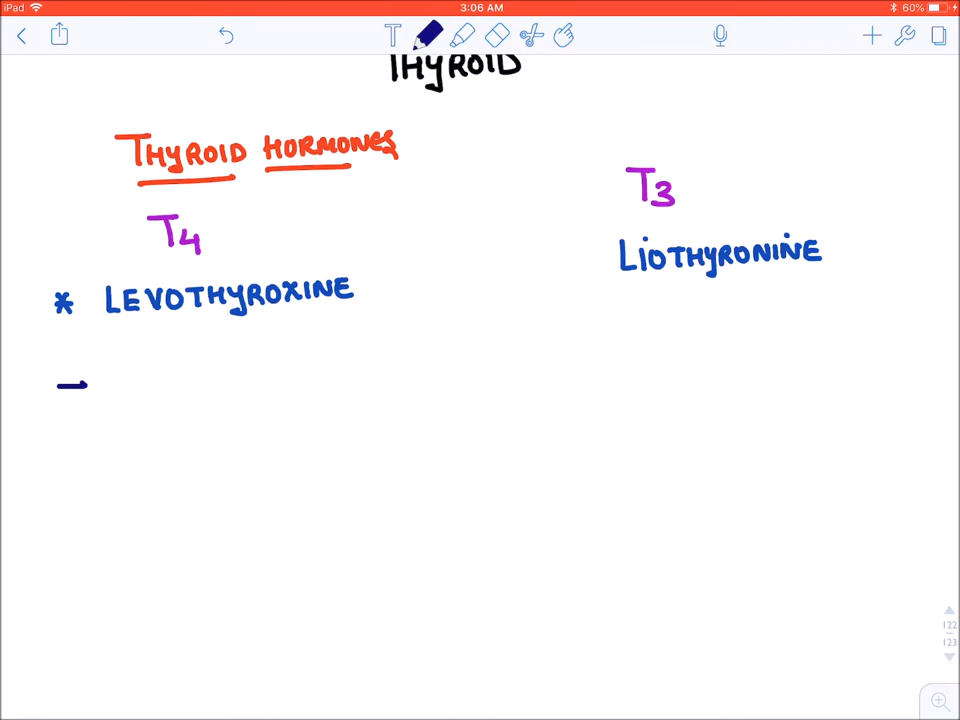 iPad 3:06 AM 60%
T
THYROID
THYROID HORMONES
T4
T3
* LEVOTHYROXINE
LIOTHYRONINE
122
123